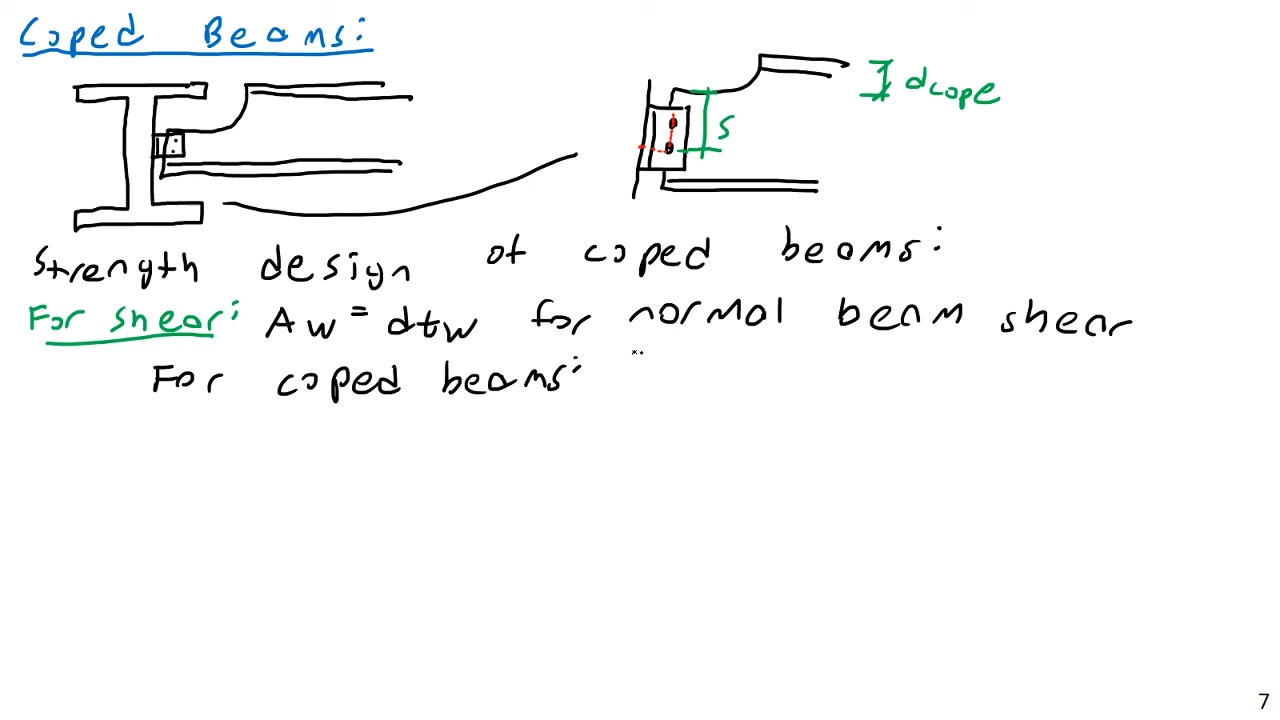 Coped Beams:
dcope
s
Strength design of coped beams:
For shear: Aw = dtw for normal beam shear
For coped beams:
7